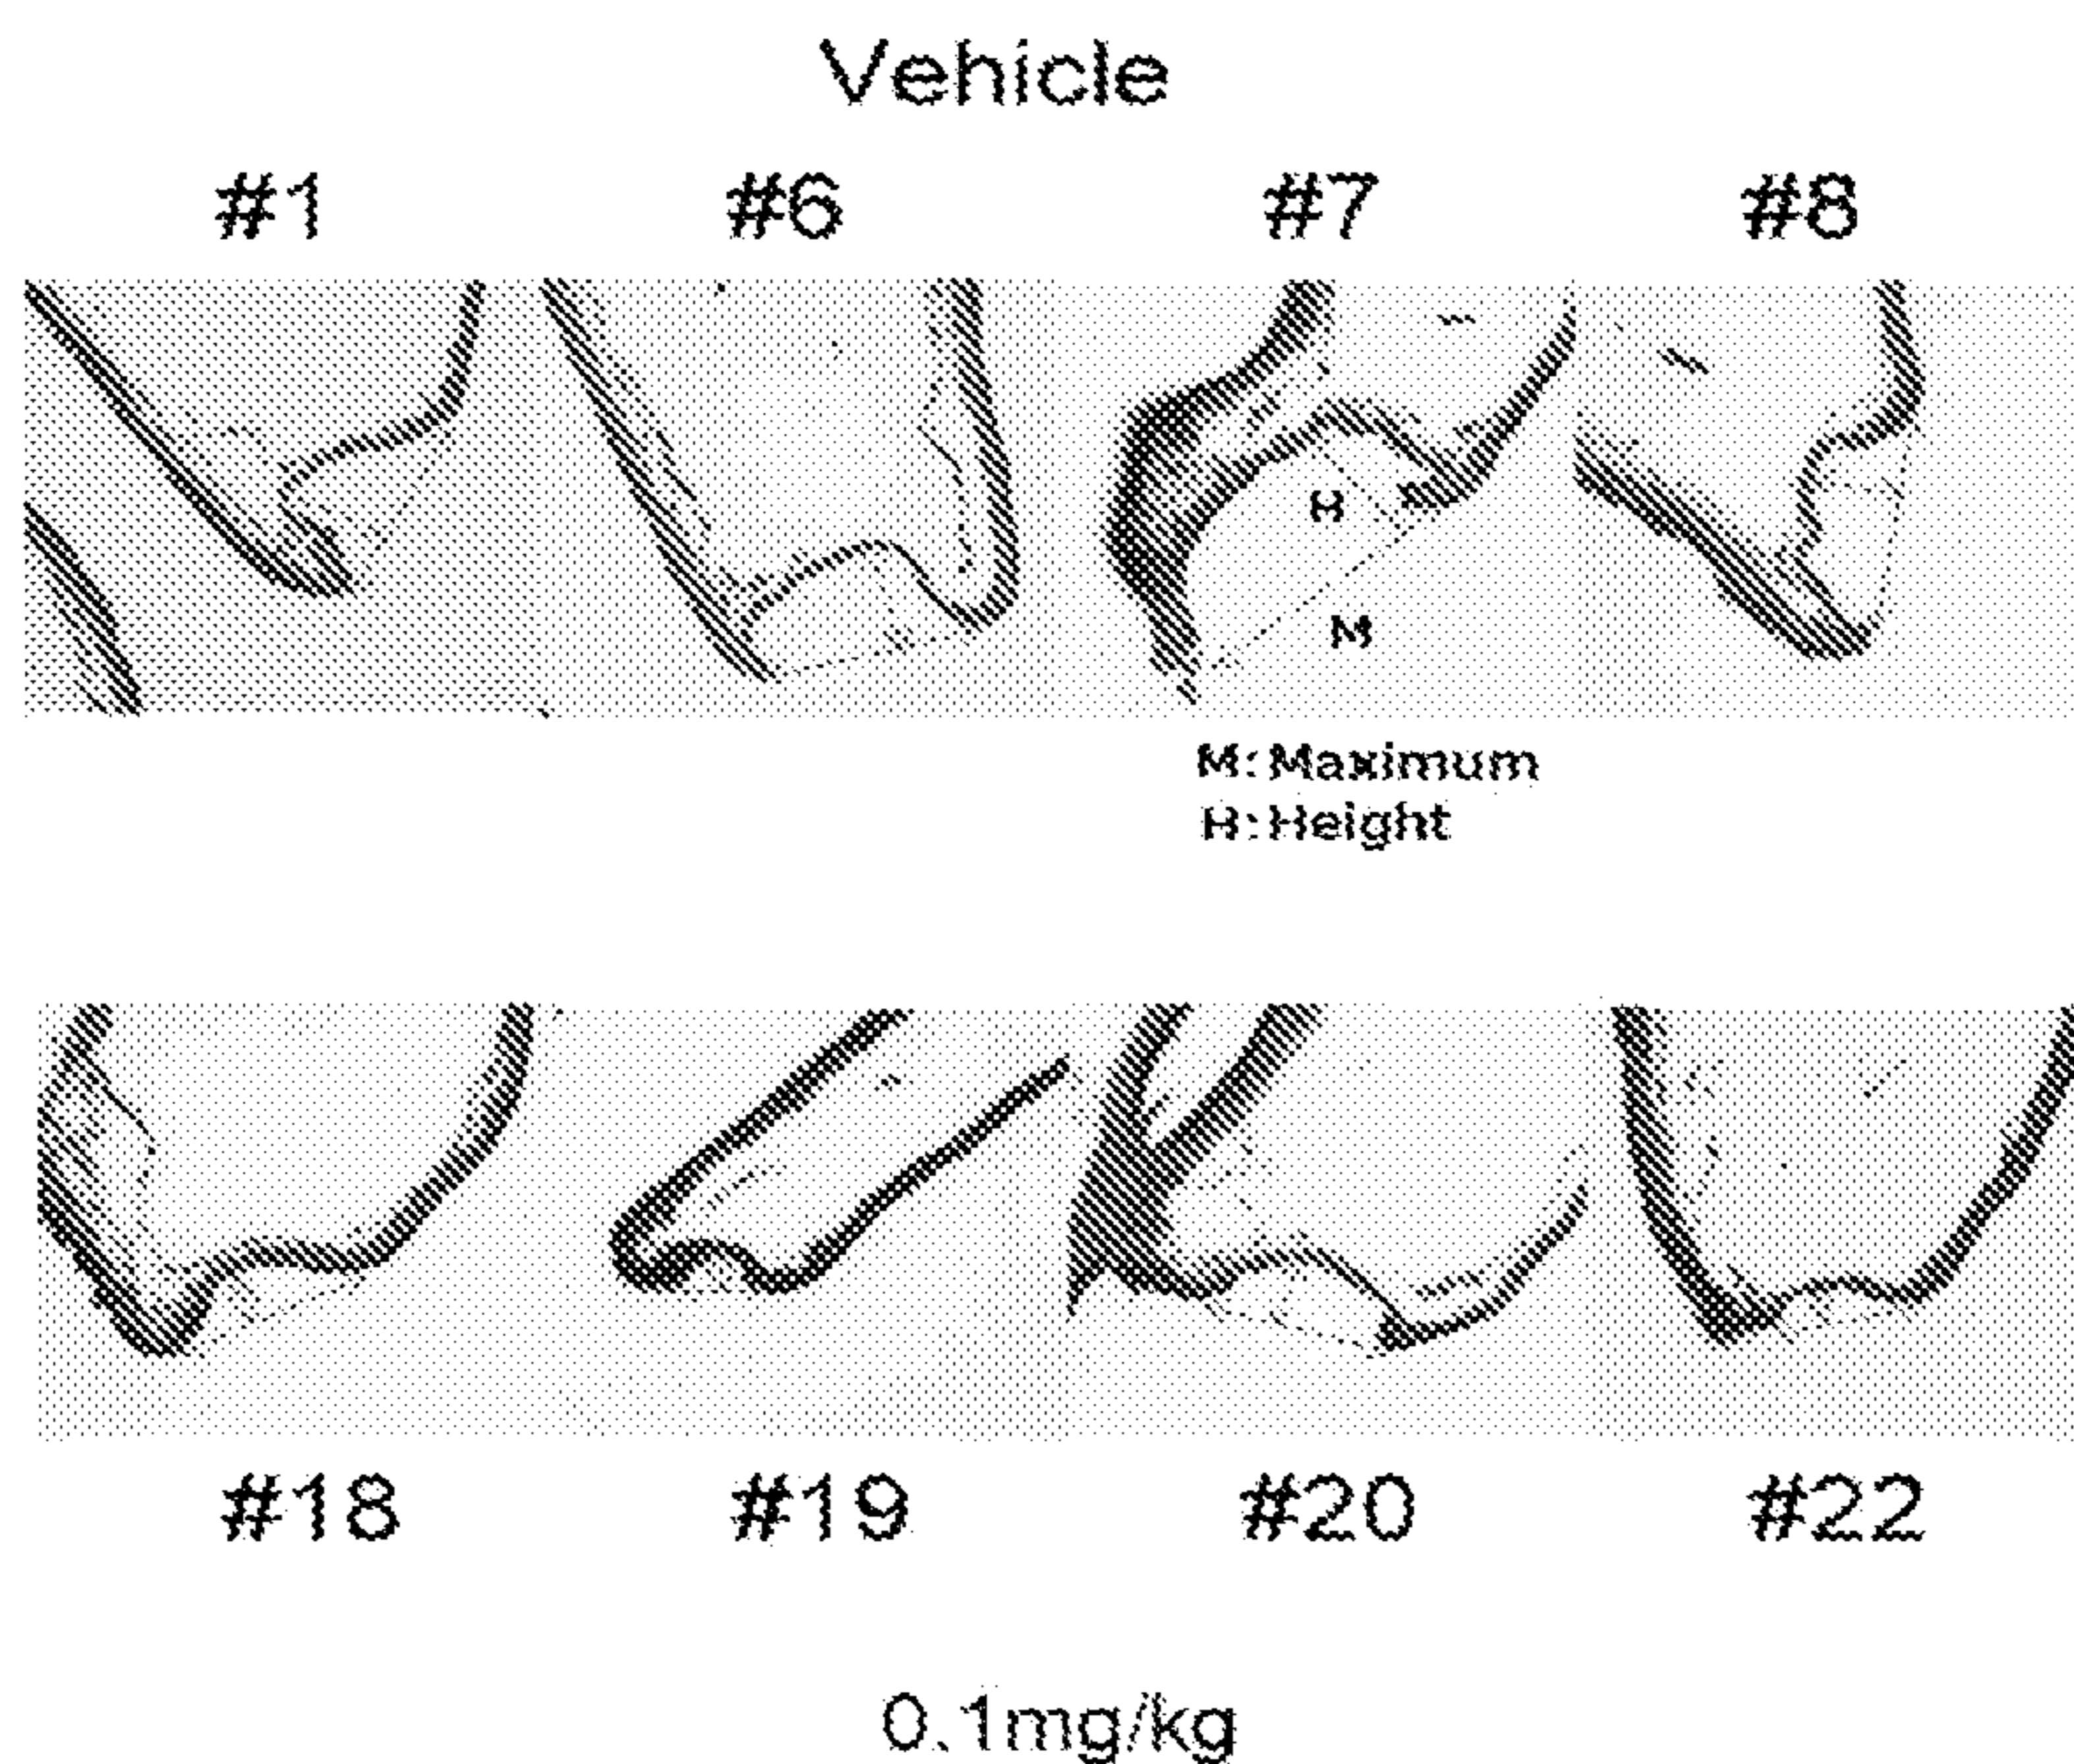 Vehicle
#1 #6 #7 #8
H
M
M:Maximum
H:Height
#18 #19 #20 #22
0.1mg/kg